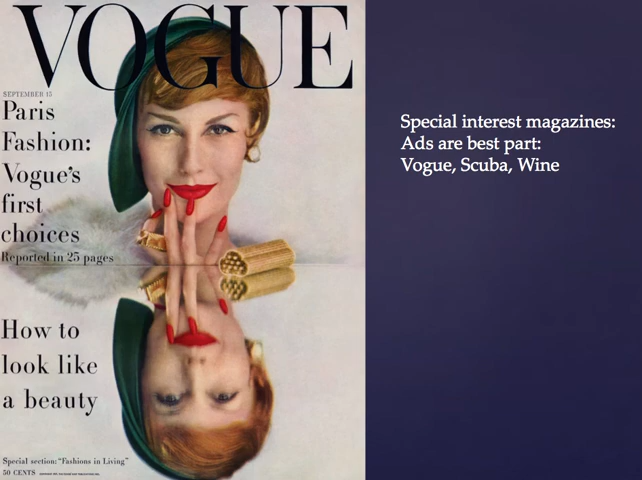 VOGUE
SEPTEMBER 15
Paris
Fashion:
Vogue's
first
choices
Reported in 25 pages
How to
look like
a beauty
Special section: "Fashions in Living"
50 CENTS
Special interest magazines:
Ads are best part:
Vogue, Scuba, Wine